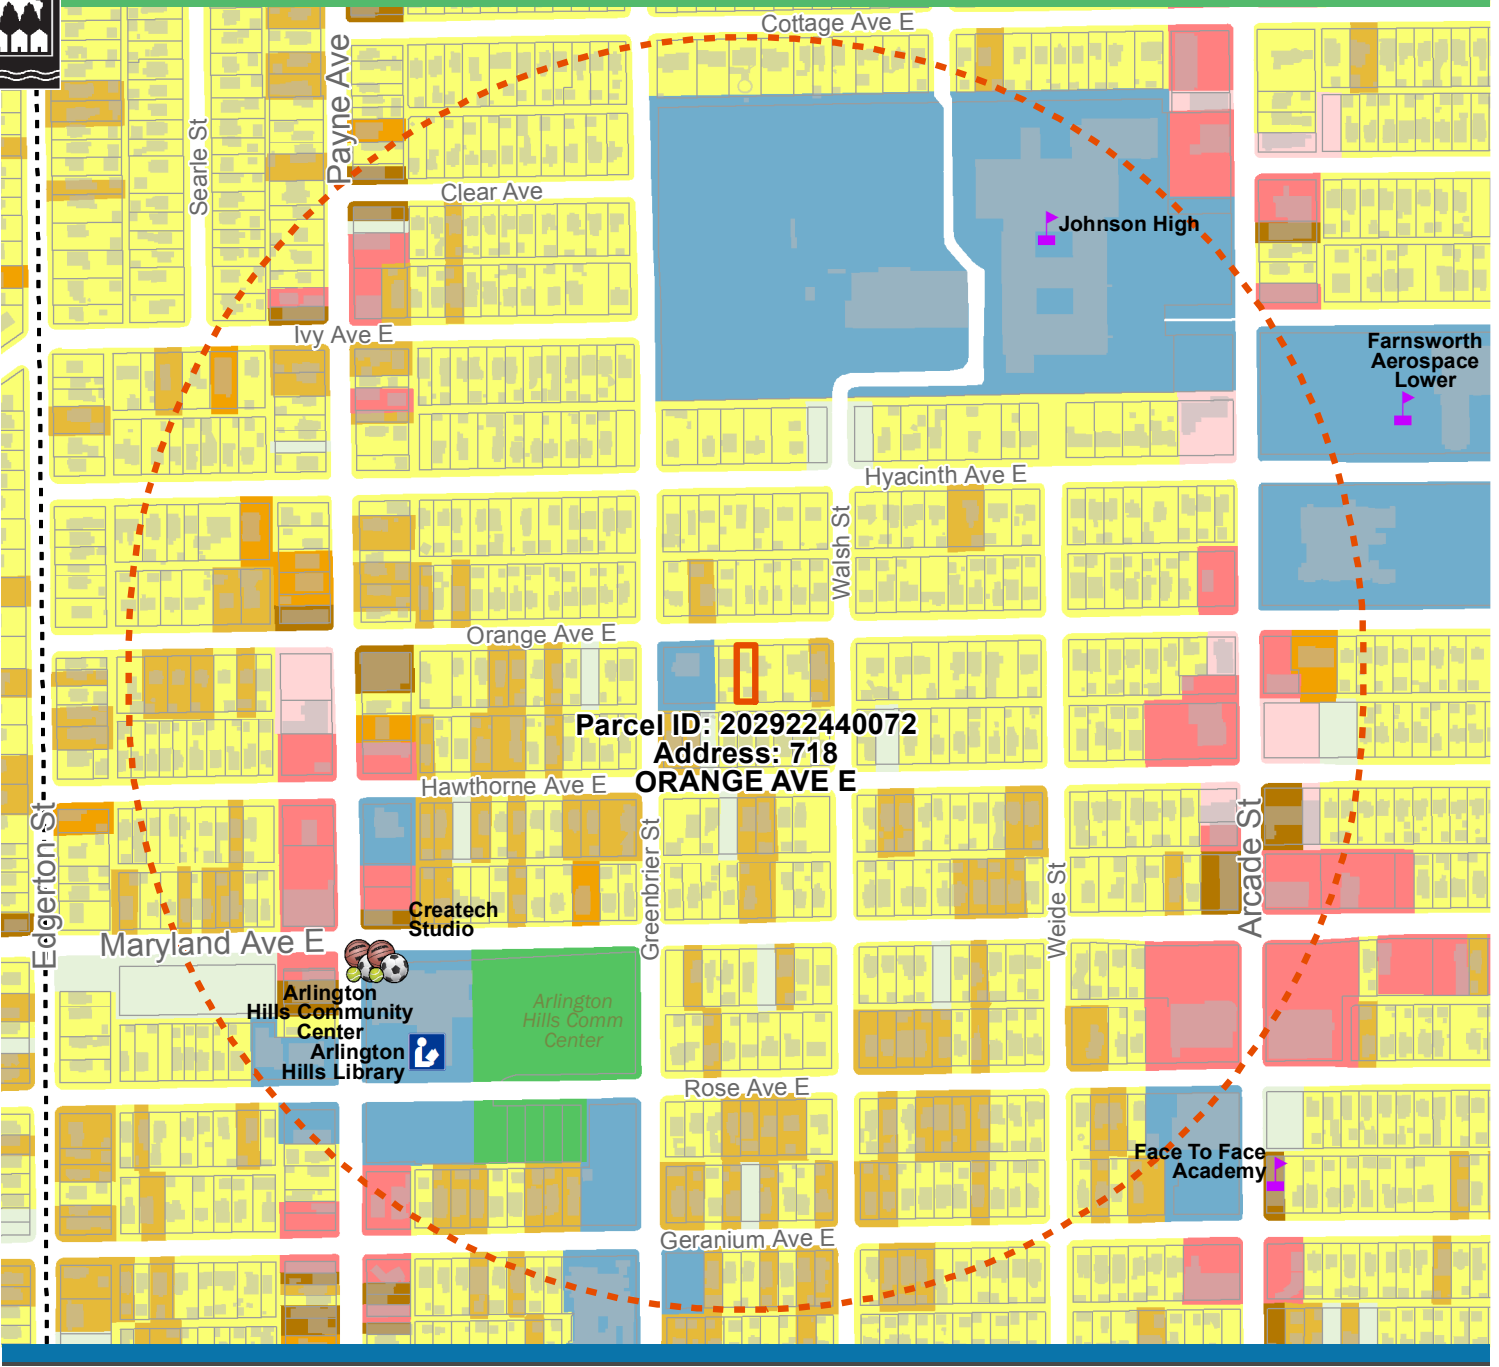 Cottage Ave E
Payne Ave
Searle St
Clear Ave
Johnson High
Ivy Ave E
Farnsworth
Aerospace
Lower
Hyacinth Ave E
Walsh St
Orange Ave E
Parcel ID: 202922440072
Address: 718
ORANGE AVE E
Hawthorne Ave E
Edgerton St
Greenbrier St
Weide St
Arcade St
Createch
Studio
Maryland Ave E
Arlington
Hills Community
Center
Arlington
Hills Comm
Center
Arlington
Hills Library
Rose Ave E
Face To Face
Academy
Geranium Ave E